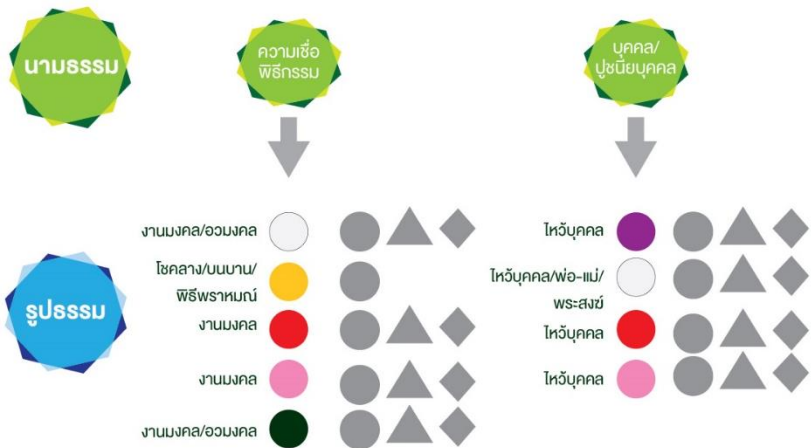 นามธรรม
ความเชื่อ
พิธีกรรม
บุคคล/
ปูชนียบุคคล
รูปธรรม
งานมงคล/อวมงคล
โชคลาง/บนบาน/
พิธีพราหมณ์
งานมงคล
งานมงคล
งานมงคล/อวมงคล
ไหว้บุคคล
ไหว้บุคคล/พ่อ-แม่/
พระสงฆ์
ไหว้บุคคล
ไหว้บุคคล